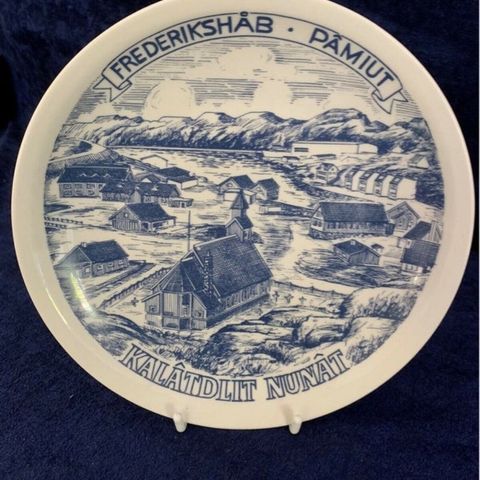 FREDERIKSHÅB · PÂMIUT
KALÂTDLIT NUNÂT